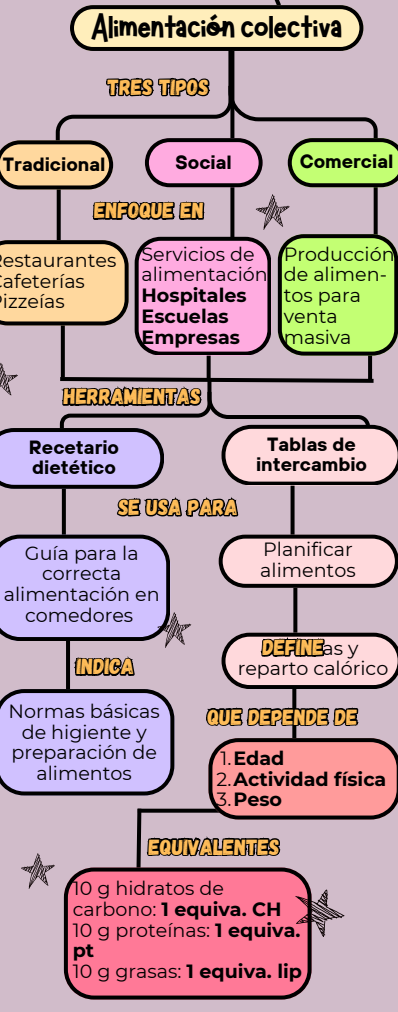 Alimentación colectiva
TRES TIPOS
Tradicional
Social
Comercial
ENFOQUE EN
Restaurantes
Cafeterías
Pizzeías
Servicios de
alimentación
Hospitales
Escuelas
Empresas
Producción
de alimen-
tos para
venta
masiva
HERRAMIENTAS
Recetario
dietético
Tablas de
intercambio
SE USA PARA
Guía para la
correcta
alimentación en
comedores
Planificar
alimentos
INDICA
DEFINE as y
reparto calórico
Normas básicas
de higiente y
preparación de
alimentos
QUE DEPENDE DE
1. Edad
2. Actividad física
3. Peso
EQUIVALENTES
10 g hidratos de
carbono: 1 equiva. CH
10 g proteínas: 1 equiva.
pt
10 g grasas: 1 equiva. lip